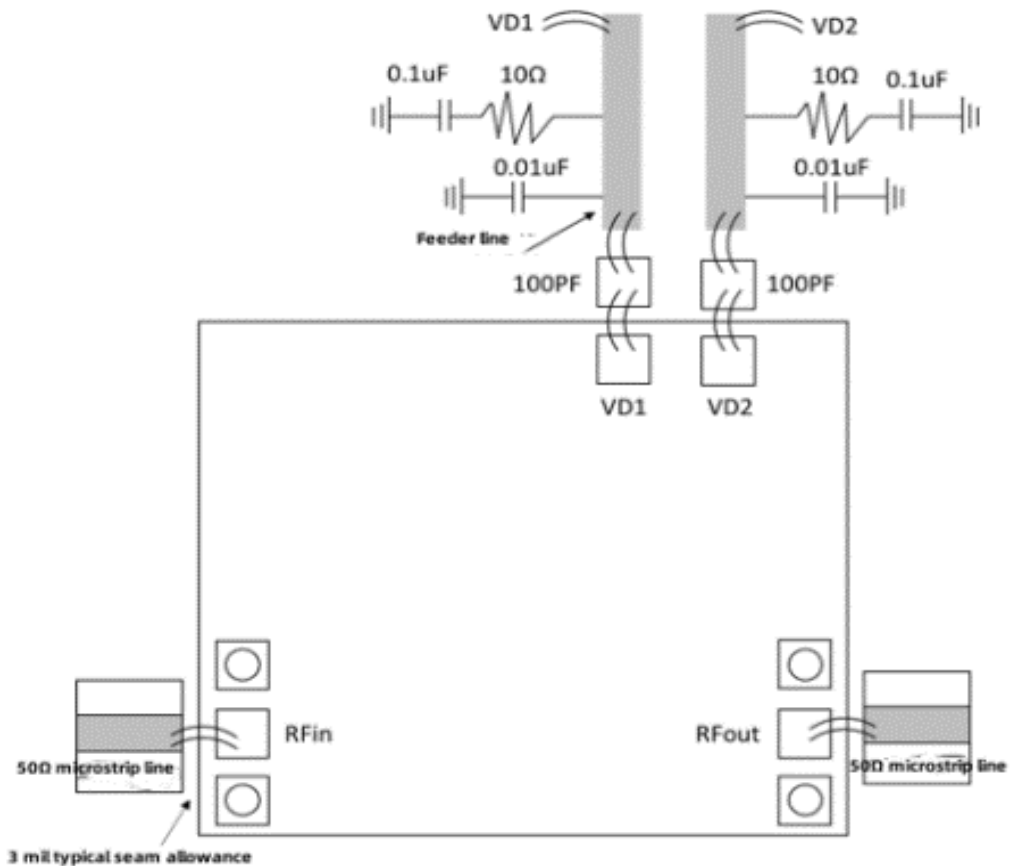 VD1
VD2
0.1uF
10Ω
10Ω
0.1uF
0.01uF
0.01uF
Feeder line
100PF
100PF
VD1
VD2
RFin
RFout
50Ω microstrip line
50Ω microstrip line
3 mil typical seam allowance